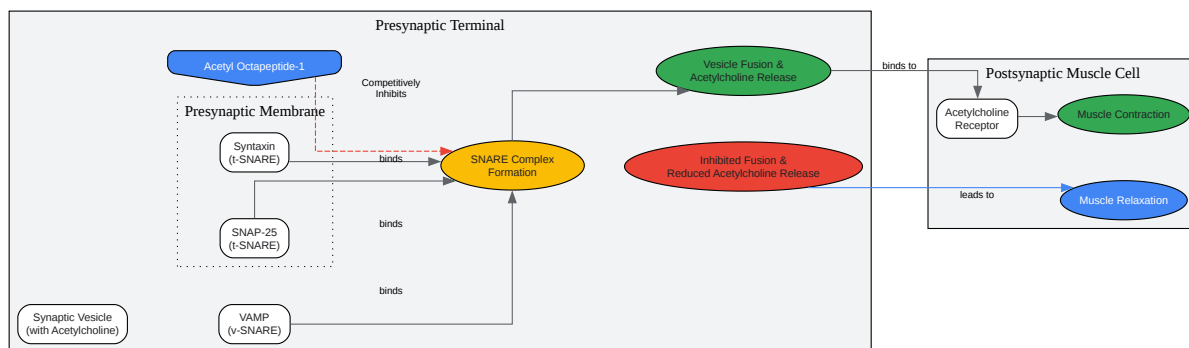 Presynaptic Terminal
Acetyl Octapeptide-1
Competitively
Inhibits
Vesicle Fusion &
Acetylcholine Release
binds to
Postsynaptic Muscle Cell
Presynaptic Membrane
Acetylcholine
Receptor
Muscle Contraction
Syntaxin
(t-SNARE)
binds
SNARE Complex
Formation
Inhibited Fusion &
Reduced Acetylcholine Release
leads to
Muscle Relaxation
SNAP-25
(t-SNARE)
binds
binds
Synaptic Vesicle
(with Acetylcholine)
VAMP
(v-SNARE)